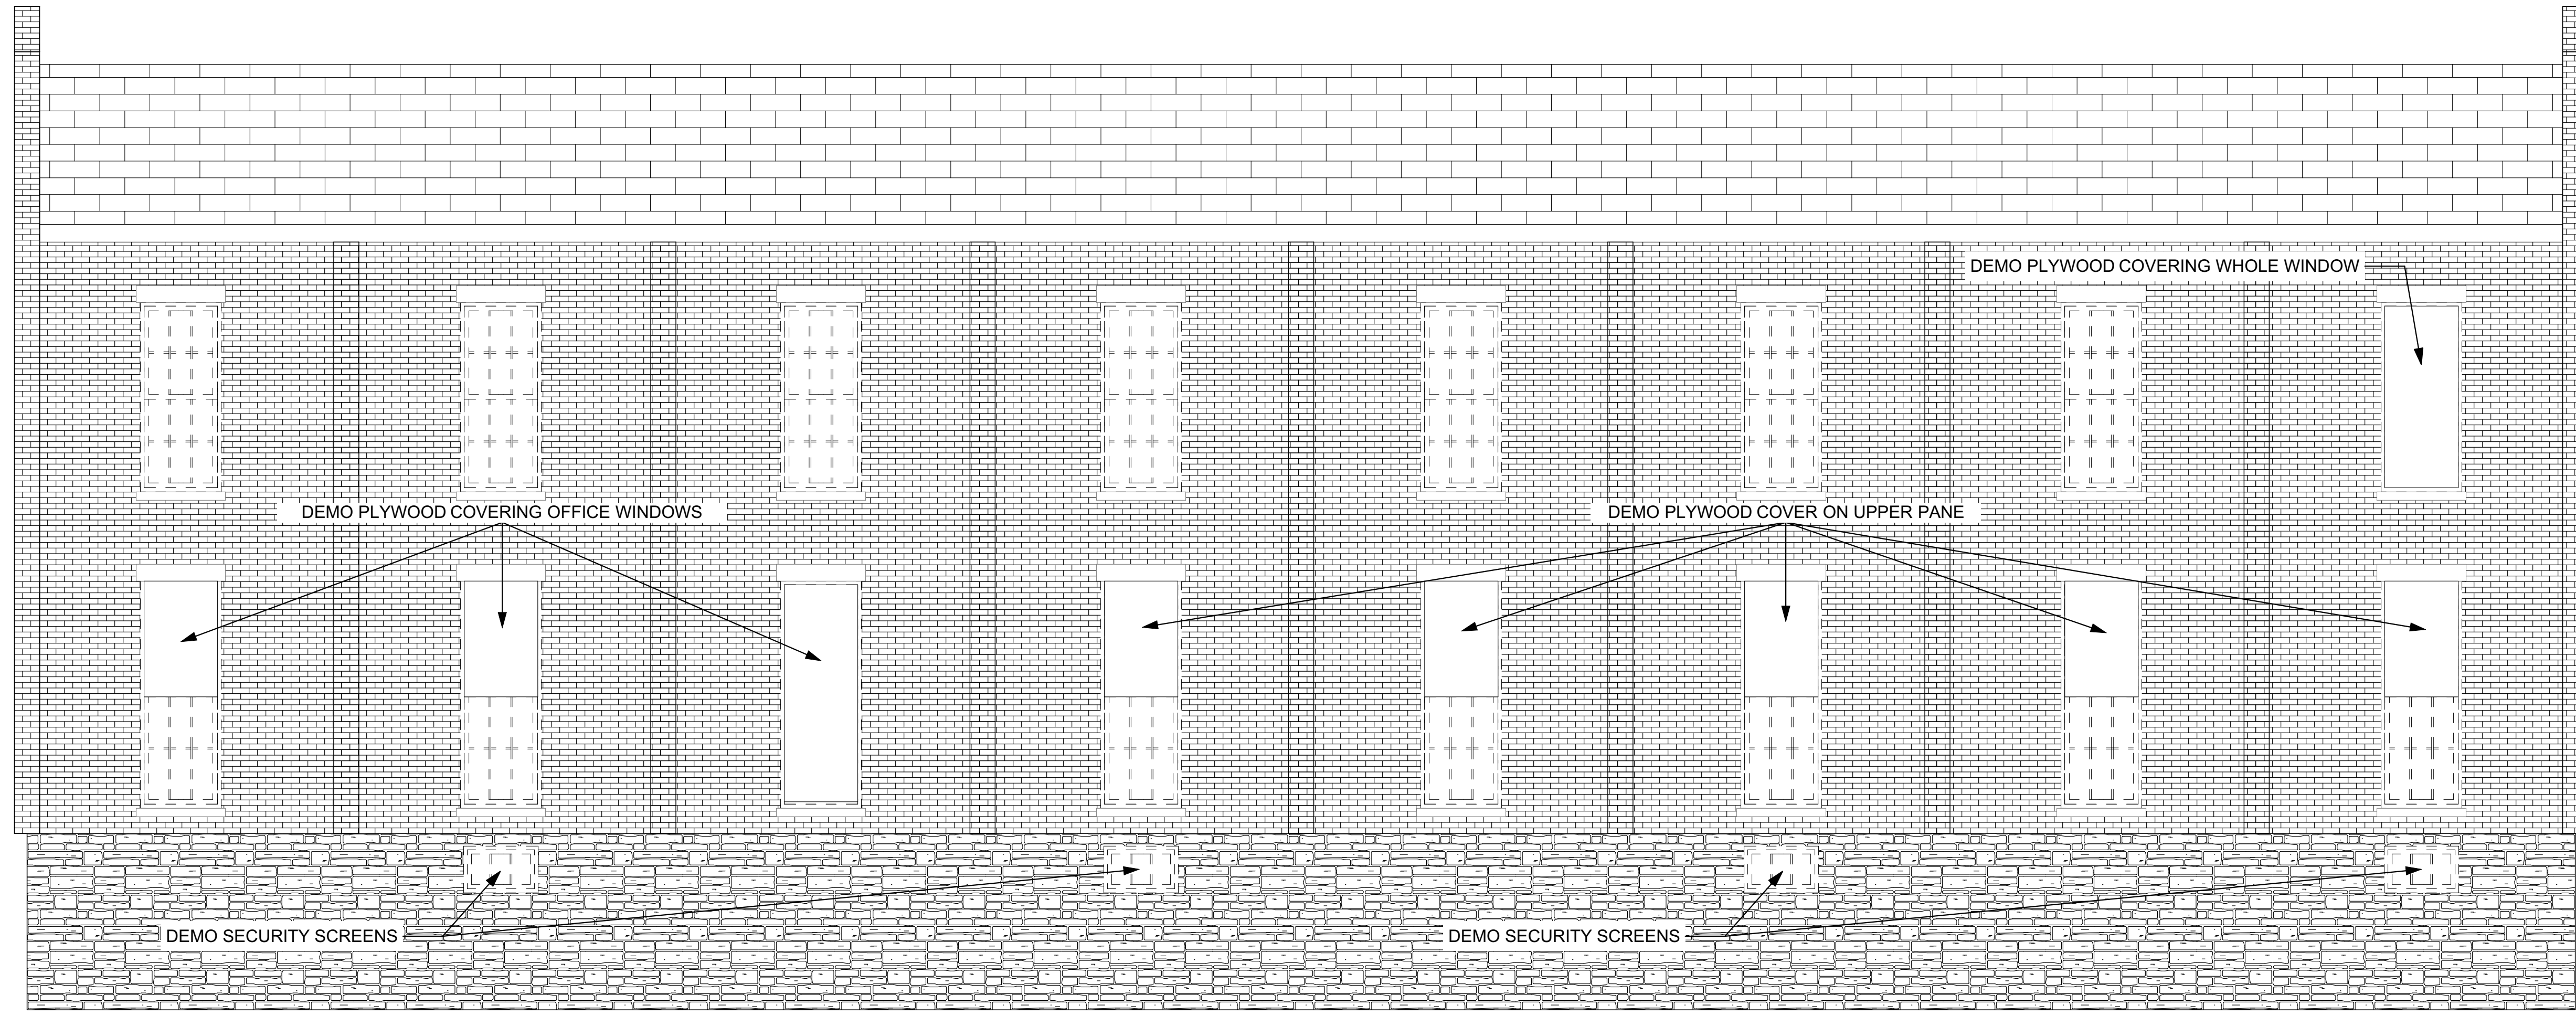 DEMO PLYWOOD COVERING WHOLE WINDOW
DEMO PLYWOOD COVERING OFFICE WINDOWS
DEMO PLYWOOD COVER ON UPPER PANE
DEMO SECURITY SCREENS
DEMO SECURITY SCREENS